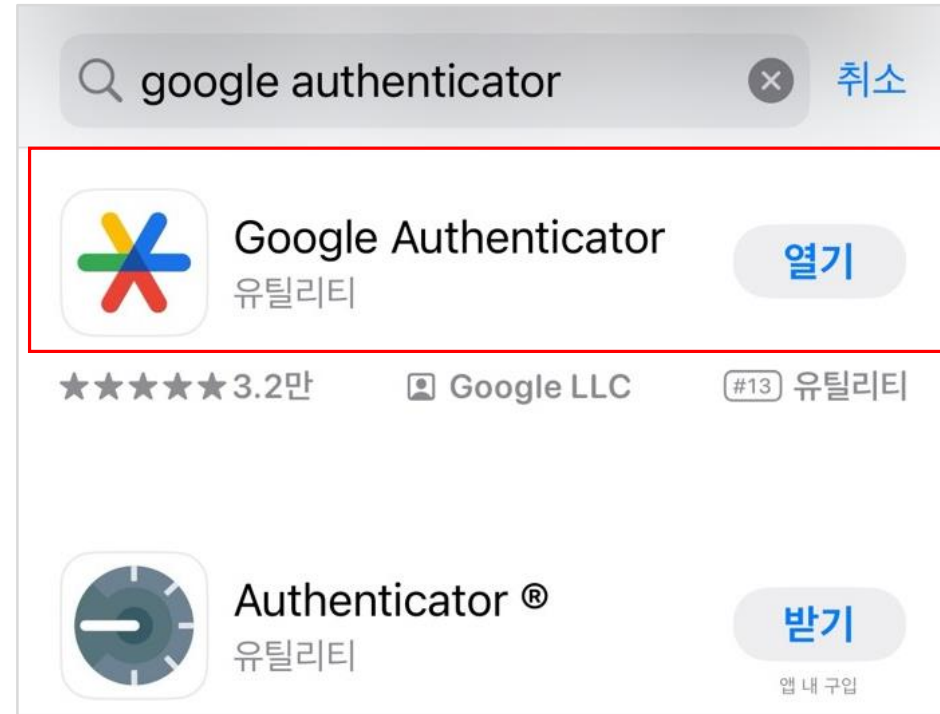 google authenticator 취소
Google Authenticator
유틸리티
열기
★★★★★ 3.2만 Google LLC #13 유틸리티
Authenticator ®
유틸리티
받기
앱 내 구입